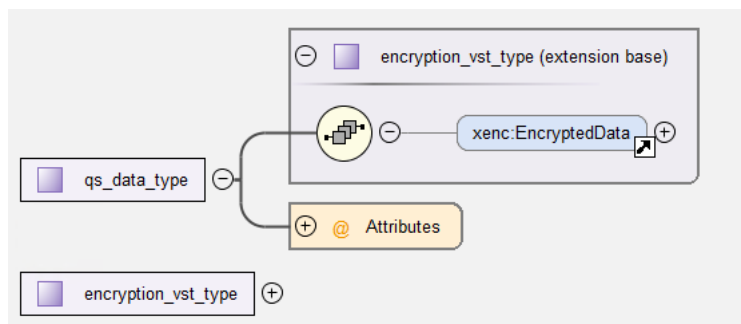 encryption_vst_type (extension base)
xenc:EncryptedData
qs_data_type
@ Attributes
encryption_vst_type